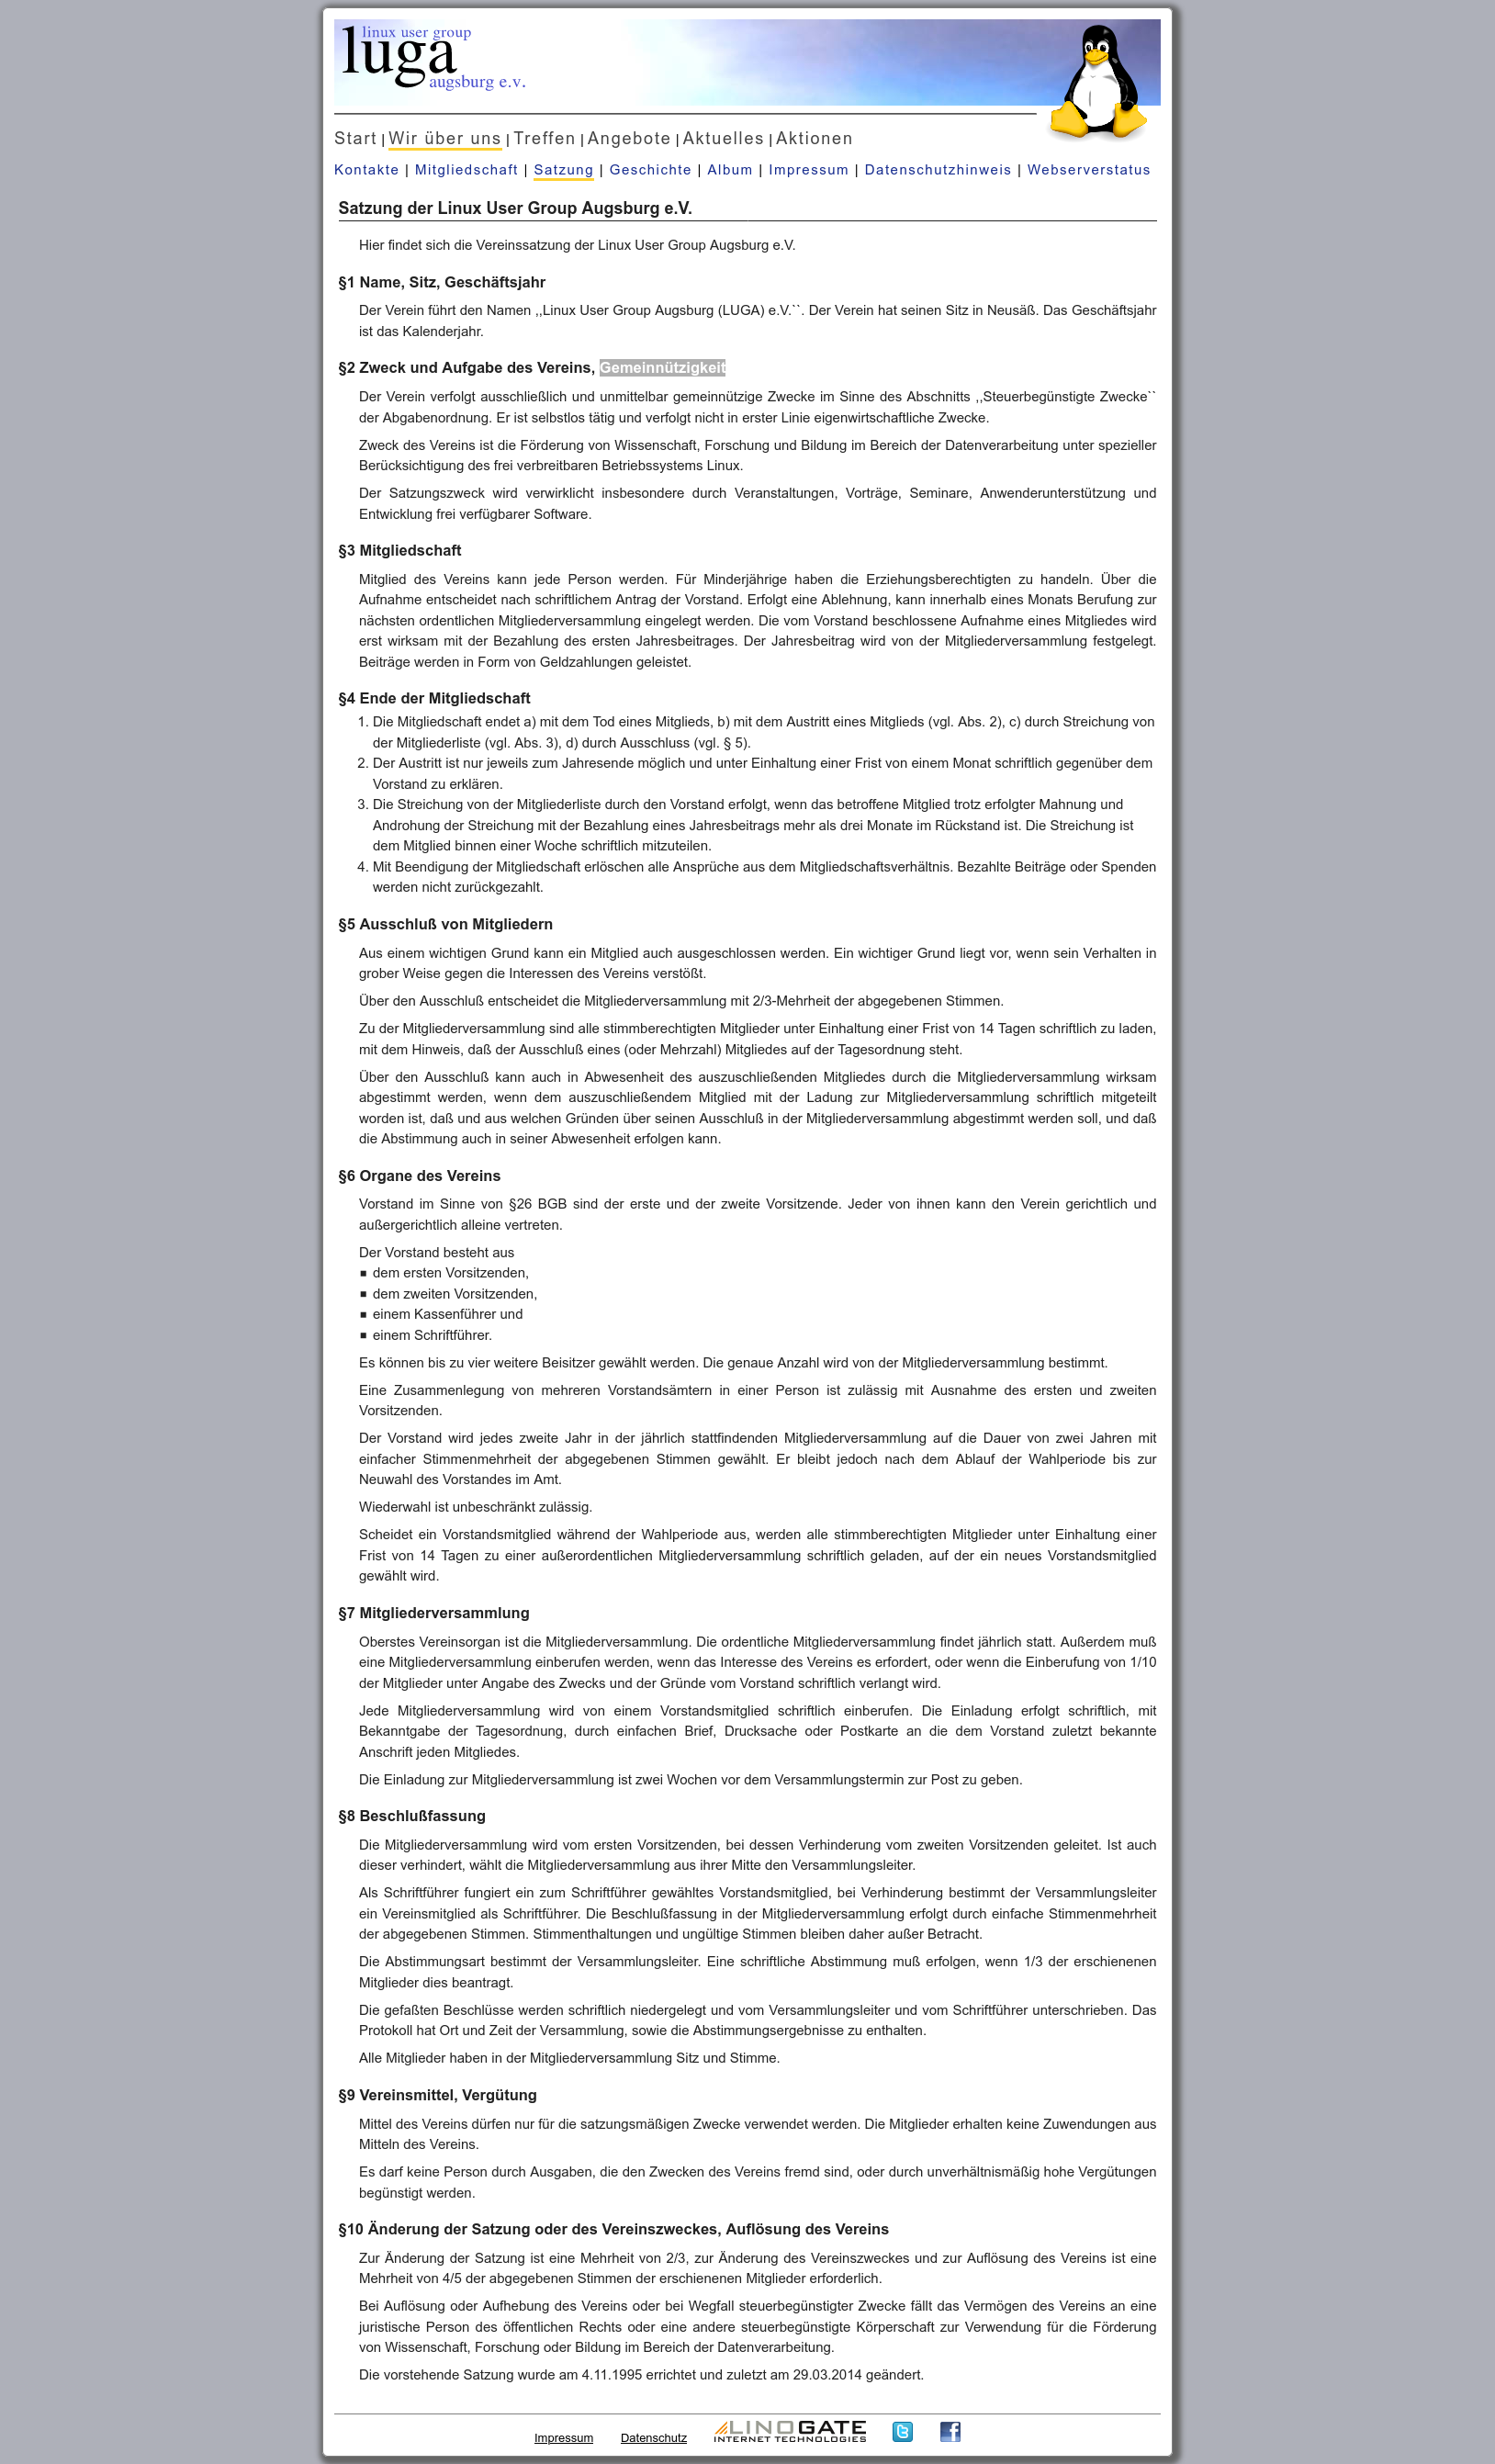 linux user group
luga
augsburg e.v.
Start | Wir über uns | Treffen | Angebote | Aktuelles | Aktionen
Kontakte | Mitgliedschaft | Satzung | Geschichte | Album | Impressum | Datenschutzhinweis | Webserverstatus
Satzung der Linux User Group Augsburg e.V.
Hier findet sich die Vereinssatzung der Linux User Group Augsburg e.V.
§1 Name, Sitz, Geschäftsjahr
Der Verein führt den Namen ,,Linux User Group Augsburg (LUGA) e.V.``. Der Verein hat seinen Sitz in Neusäß. Das Geschäftsjahr
ist das Kalenderjahr.
§2 Zweck und Aufgabe des Vereins, Gemeinnützigkeit
Der Verein verfolgt ausschließlich und unmittelbar gemeinnützige Zwecke im Sinne des Abschnitts ,,Steuerbegünstigte Zwecke``
der Abgabenordnung. Er ist selbstlos tätig und verfolgt nicht in erster Linie eigenwirtschaftliche Zwecke.
Zweck des Vereins ist die Förderung von Wissenschaft, Forschung und Bildung im Bereich der Datenverarbeitung unter spezieller
Berücksichtigung des frei verbreitbaren Betriebssystems Linux.
Der Satzungszweck wird verwirklicht insbesondere durch Veranstaltungen, Vorträge, Seminare, Anwenderunterstützung und
Entwicklung frei verfügbarer Software.
§3 Mitgliedschaft
Mitglied des Vereins kann jede Person werden. Für Minderjährige haben die Erziehungsberechtigten zu handeln. Über die
Aufnahme entscheidet nach schriftlichem Antrag der Vorstand. Erfolgt eine Ablehnung, kann innerhalb eines Monats Berufung zur
nächsten ordentlichen Mitgliederversammlung eingelegt werden. Die vom Vorstand beschlossene Aufnahme eines Mitgliedes wird
erst wirksam mit der Bezahlung des ersten Jahresbeitrages. Der Jahresbeitrag wird von der Mitgliederversammlung festgelegt.
Beiträge werden in Form von Geldzahlungen geleistet.
§4 Ende der Mitgliedschaft
1. Die Mitgliedschaft endet a) mit dem Tod eines Mitglieds, b) mit dem Austritt eines Mitglieds (vgl. Abs. 2), c) durch Streichung von
der Mitgliederliste (vgl. Abs. 3), d) durch Ausschluss (vgl. § 5).
2. Der Austritt ist nur jeweils zum Jahresende möglich und unter Einhaltung einer Frist von einem Monat schriftlich gegenüber dem
Vorstand zu erklären.
3. Die Streichung von der Mitgliederliste durch den Vorstand erfolgt, wenn das betroffene Mitglied trotz erfolgter Mahnung und
Androhung der Streichung mit der Bezahlung eines Jahresbeitrags mehr als drei Monate im Rückstand ist. Die Streichung ist
dem Mitglied binnen einer Woche schriftlich mitzuteilen.
4. Mit Beendigung der Mitgliedschaft erlöschen alle Ansprüche aus dem Mitgliedschaftsverhältnis. Bezahlte Beiträge oder Spenden
werden nicht zurückgezahlt.
§5 Ausschluß von Mitgliedern
Aus einem wichtigen Grund kann ein Mitglied auch ausgeschlossen werden. Ein wichtiger Grund liegt vor, wenn sein Verhalten in
grober Weise gegen die Interessen des Vereins verstößt.
Über den Ausschluß entscheidet die Mitgliederversammlung mit 2/3-Mehrheit der abgegebenen Stimmen.
Zu der Mitgliederversammlung sind alle stimmberechtigten Mitglieder unter Einhaltung einer Frist von 14 Tagen schriftlich zu laden,
mit dem Hinweis, daß der Ausschluß eines (oder Mehrzahl) Mitgliedes auf der Tagesordnung steht.
Über den Ausschluß kann auch in Abwesenheit des auszuschließenden Mitgliedes durch die Mitgliederversammlung wirksam
abgestimmt werden, wenn dem auszuschließendem Mitglied mit der Ladung zur Mitgliederversammlung schriftlich mitgeteilt
worden ist, daß und aus welchen Gründen über seinen Ausschluß in der Mitgliederversammlung abgestimmt werden soll, und daß
die Abstimmung auch in seiner Abwesenheit erfolgen kann.
§6 Organe des Vereins
Vorstand im Sinne von §26 BGB sind der erste und der zweite Vorsitzende. Jeder von ihnen kann den Verein gerichtlich und
außergerichtlich alleine vertreten.
Der Vorstand besteht aus
▪ dem ersten Vorsitzenden,
▪ dem zweiten Vorsitzenden,
▪ einem Kassenführer und
▪ einem Schriftführer.
Es können bis zu vier weitere Beisitzer gewählt werden. Die genaue Anzahl wird von der Mitgliederversammlung bestimmt.
Eine Zusammenlegung von mehreren Vorstandsämtern in einer Person ist zulässig mit Ausnahme des ersten und zweiten
Vorsitzenden.
Der Vorstand wird jedes zweite Jahr in der jährlich stattfindenden Mitgliederversammlung auf die Dauer von zwei Jahren mit
einfacher Stimmenmehrheit der abgegebenen Stimmen gewählt. Er bleibt jedoch nach dem Ablauf der Wahlperiode bis zur
Neuwahl des Vorstandes im Amt.
Wiederwahl ist unbeschränkt zulässig.
Scheidet ein Vorstandsmitglied während der Wahlperiode aus, werden alle stimmberechtigten Mitglieder unter Einhaltung einer
Frist von 14 Tagen zu einer außerordentlichen Mitgliederversammlung schriftlich geladen, auf der ein neues Vorstandsmitglied
gewählt wird.
§7 Mitgliederversammlung
Oberstes Vereinsorgan ist die Mitgliederversammlung. Die ordentliche Mitgliederversammlung findet jährlich statt. Außerdem muß
eine Mitgliederversammlung einberufen werden, wenn das Interesse des Vereins es erfordert, oder wenn die Einberufung von 1/10
der Mitglieder unter Angabe des Zwecks und der Gründe vom Vorstand schriftlich verlangt wird.
Jede Mitgliederversammlung wird von einem Vorstandsmitglied schriftlich einberufen. Die Einladung erfolgt schriftlich, mit
Bekanntgabe der Tagesordnung, durch einfachen Brief, Drucksache oder Postkarte an die dem Vorstand zuletzt bekannte
Anschrift jeden Mitgliedes.
Die Einladung zur Mitgliederversammlung ist zwei Wochen vor dem Versammlungstermin zur Post zu geben.
§8 Beschlußfassung
Die Mitgliederversammlung wird vom ersten Vorsitzenden, bei dessen Verhinderung vom zweiten Vorsitzenden geleitet. Ist auch
dieser verhindert, wählt die Mitgliederversammlung aus ihrer Mitte den Versammlungsleiter.
Als Schriftführer fungiert ein zum Schriftführer gewähltes Vorstandsmitglied, bei Verhinderung bestimmt der Versammlungsleiter
ein Vereinsmitglied als Schriftführer. Die Beschlußfassung in der Mitgliederversammlung erfolgt durch einfache Stimmenmehrheit
der abgegebenen Stimmen. Stimmenthaltungen und ungültige Stimmen bleiben daher außer Betracht.
Die Abstimmungsart bestimmt der Versammlungsleiter. Eine schriftliche Abstimmung muß erfolgen, wenn 1/3 der erschienenen
Mitglieder dies beantragt.
Die gefaßten Beschlüsse werden schriftlich niedergelegt und vom Versammlungsleiter und vom Schriftführer unterschrieben. Das
Protokoll hat Ort und Zeit der Versammlung, sowie die Abstimmungsergebnisse zu enthalten.
Alle Mitglieder haben in der Mitgliederversammlung Sitz und Stimme.
§9 Vereinsmittel, Vergütung
Mittel des Vereins dürfen nur für die satzungsmäßigen Zwecke verwendet werden. Die Mitglieder erhalten keine Zuwendungen aus
Mitteln des Vereins.
Es darf keine Person durch Ausgaben, die den Zwecken des Vereins fremd sind, oder durch unverhältnismäßig hohe Vergütungen
begünstigt werden.
§10 Änderung der Satzung oder des Vereinszweckes, Auflösung des Vereins
Zur Änderung der Satzung ist eine Mehrheit von 2/3, zur Änderung des Vereinszweckes und zur Auflösung des Vereins ist eine
Mehrheit von 4/5 der abgegebenen Stimmen der erschienenen Mitglieder erforderlich.
Bei Auflösung oder Aufhebung des Vereins oder bei Wegfall steuerbegünstigter Zwecke fällt das Vermögen des Vereins an eine
juristische Person des öffentlichen Rechts oder eine andere steuerbegünstigte Körperschaft zur Verwendung für die Förderung
von Wissenschaft, Forschung oder Bildung im Bereich der Datenverarbeitung.
Die vorstehende Satzung wurde am 4.11.1995 errichtet und zuletzt am 29.03.2014 geändert.
Impressum Datenschutz LINOGATE
INTERNET TECHNOLOGIES